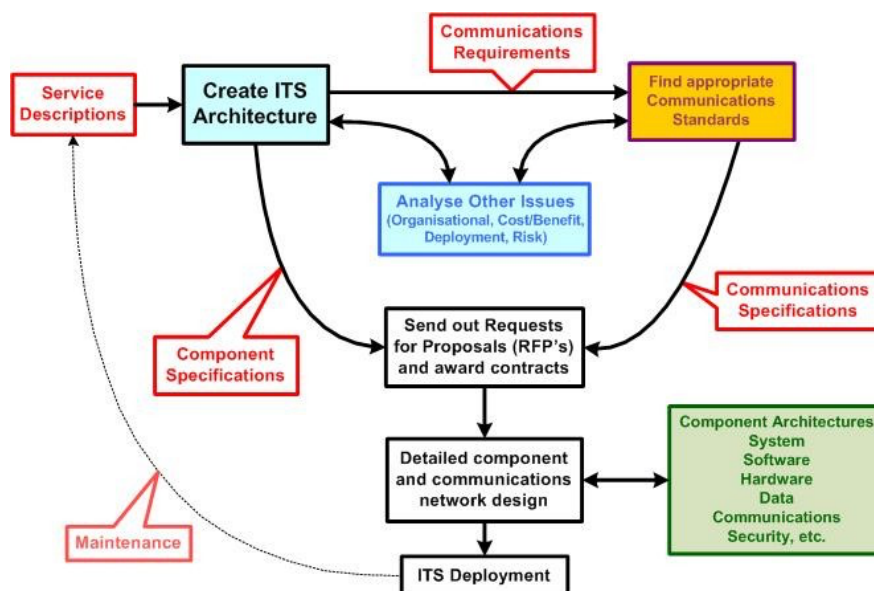 Communications
Requirements
Service
Descriptions
Create ITS
Architecture
Find appropriate
Communications
Standards
Analyse Other Issues
(Organisational, Cost/Benefit,
Deployment, Risk)
Communications
Specifications
Component
Specifications
Send out Requests
for Proposals (RFP's)
and award contracts
Detailed component
and communications
network design
Component Architectures
System
Software
Hardware
Data
Communications
Security, etc.
Maintenance
ITS Deployment